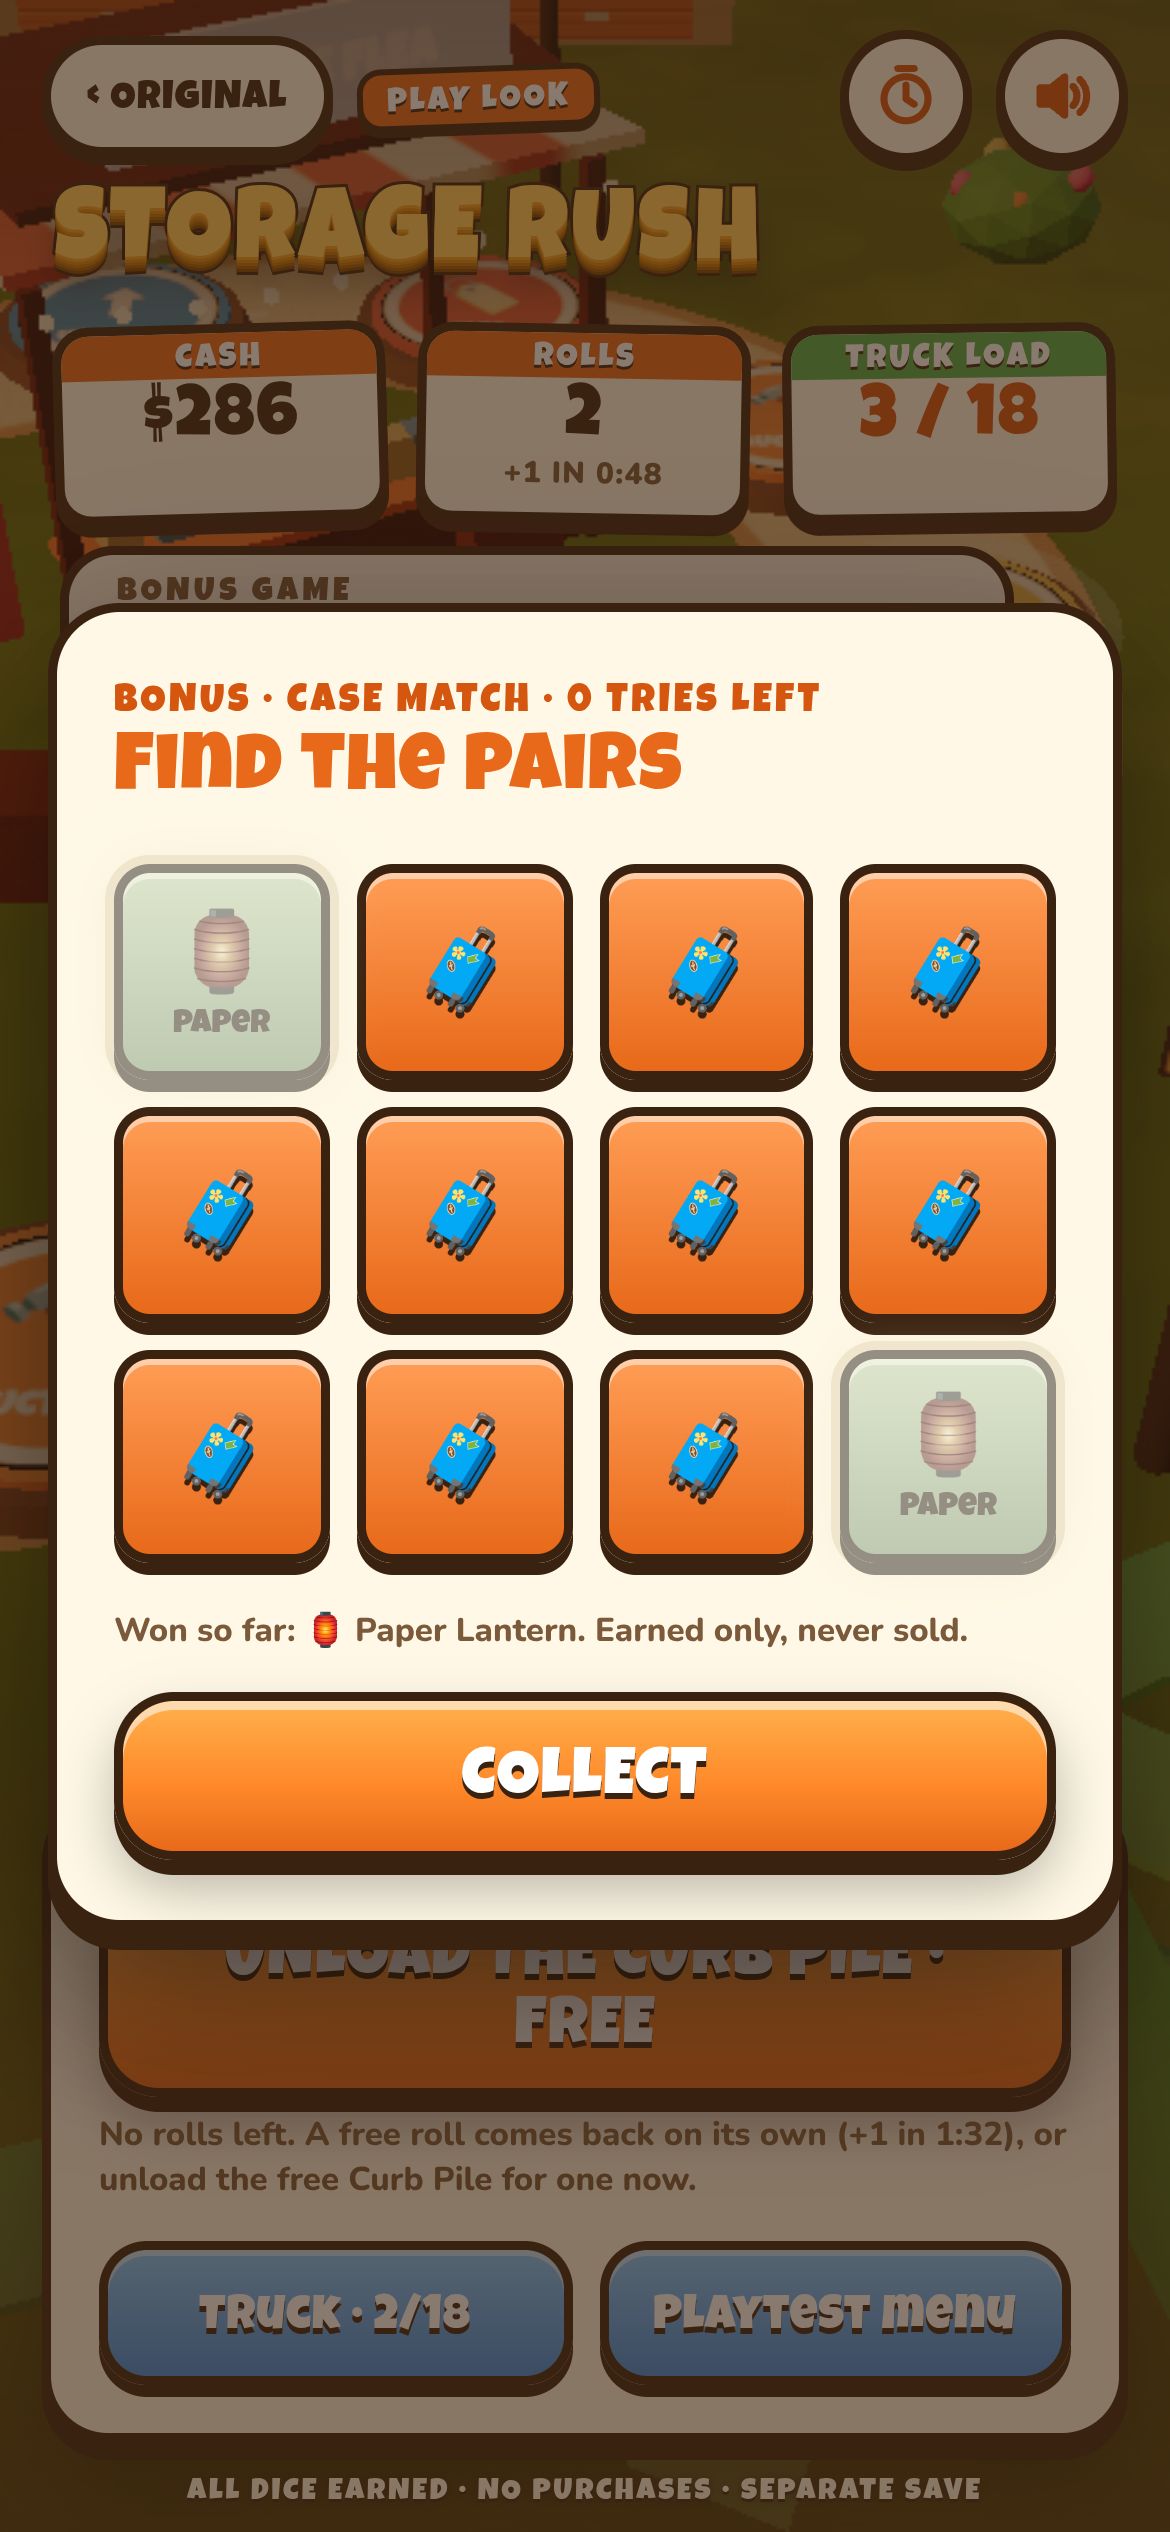 ‹ ORIGINAL
PLAY LOOK
STORAGE RUSH
CASH
$286
ROLLS
2
+1 IN 0:48
TRUCK LOAD
3 / 18
BONUS GAME
BONUS · CASE MATCH · 0 TRIES LEFT
FIND THE PAIRS
PAPER
PAPER
Won so far: 🏮 Paper Lantern. Earned only, never sold.
COLLECT
UNLOAD THE CURB PILE ·
FREE
No rolls left. A free roll comes back on its own (+1 in 1:32), or
unload the free Curb Pile for one now.
TRUCK · 2/18
PLAYTEST MENU
ALL DICE EARNED · NO PURCHASES · SEPARATE SAVE